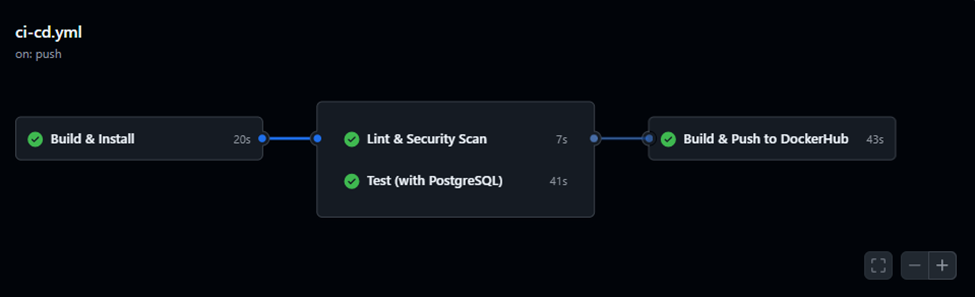 ci-cd.yml
on: push
Build & Install 20s
Lint & Security Scan 7s
Test (with PostgreSQL) 41s
Build & Push to DockerHub 43s